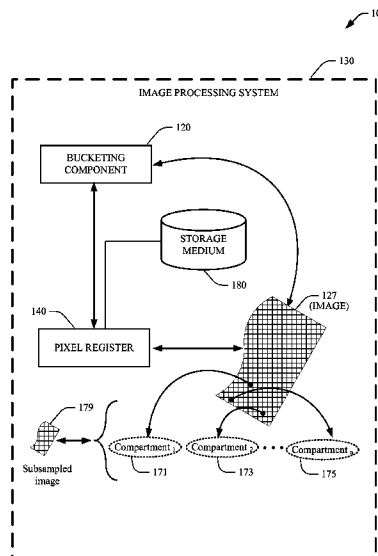 130
IMAGE PROCESSING SYSTEM
120
BUCKETING
COMPONENT
STORAGE
MEDIUM
180
127
(IMAGE)
140
PIXEL REGISTER
179
Subsampled
image
Compartment
171
Compartment
173
Compartment
175